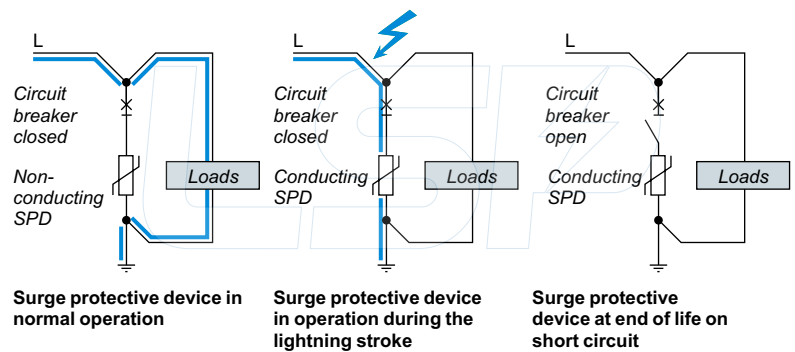 L
Circuit
breaker
closed
Non-
conducting
SPD
Loads
Surge protective device in
normal operation
L
Circuit
breaker
closed
Conducting
SPD
Loads
Surge protective device
in operation during the
lightning stroke
L
Circuit
breaker
open
Conducting
SPD
Loads
Surge protective
device at end of life on
short circuit
LSP